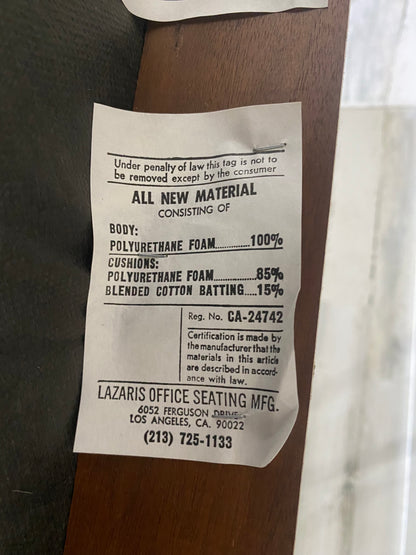 Under penalty of law this tag is not to
be removed except by the consumer
ALL NEW MATERIAL
CONSISTING OF
BODY:
POLYURETHANE FOAM..............100%
CUSHIONS:
POLYURETHANE FOAM.................85%
BLENDED COTTON BATTING.....15%
Reg. No. CA-24742
Certification is made by
the manufacturer that the
materials in this article
are described in accord-
ance with law.
LAZARIS OFFICE SEATING MFG.
6052 FERGUSON DRIVE
LOS ANGELES, CA. 90022
(213) 725-1133